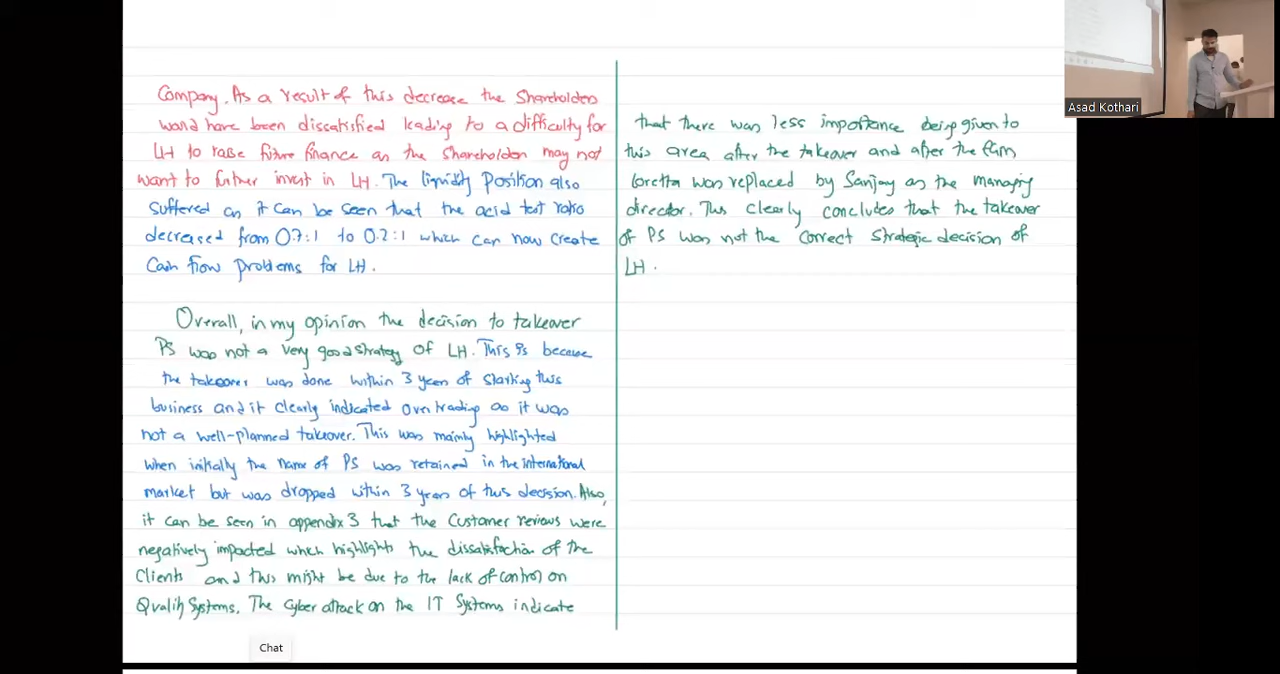 Company. As a result of this decrease the Shareholders
would have been dissatisfied leading to a difficulty for
LH to raise future finance as the Shareholders may not
want to further invest in LH. The liquidity Position also
suffered as it can be seen that the acid test ratio
decreased from 0.7:1 to 0.2:1 which can now create
Cash flow problems for LH.
Overall, in my opinion the decision to takeover
PS was not a very good strategy of LH. This is because
the takeover was done within 3 years of starting this
business and it clearly indicated overtrading as it was
not a well-planned takeover. This was mainly highlighted
when initially the name of PS was retained in the international
market but was dropped within 3 years of this decision. Also,
it can be seen in appendix 3 that the Customer reviews were
negatively impacted which highlights the dissatisfaction of the
Clients and this might be due to the lack of control on
Quality Systems. The Cyber attack on the IT Systems indicate
that there was less importance being given to
this area after the takeover and after the firm
Loretta was replaced by Sanjay as the managing
director. This clearly concludes that the takeover
of PS was not the correct strategic decision of
LH.
Asad Kothari
Chat